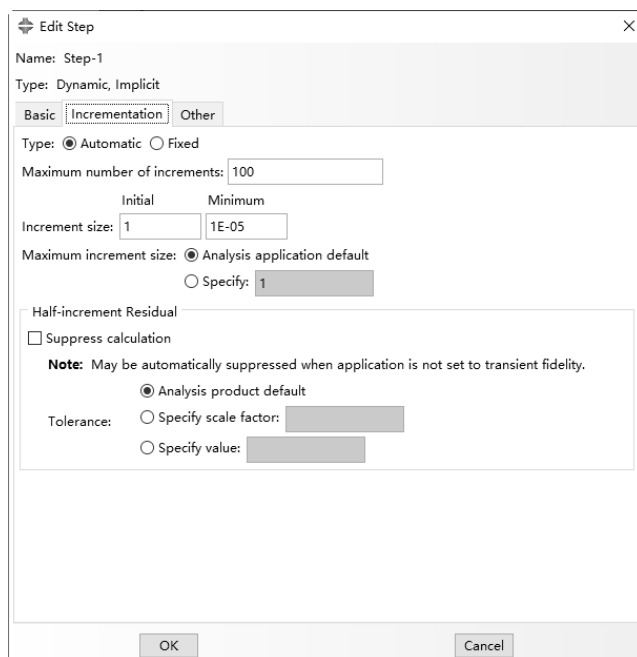 Edit Step
Name: Step-1
Type: Dynamic, Implicit
Basic Incrementation Other
Type: Automatic Fixed
Maximum number of increments: 100
Initial Minimum
Increment size: 1 1E-05
Maximum increment size: Analysis application default
Specify: 1
Half-increment Residual
Suppress calculation
Note: May be automatically suppressed when application is not set to transient fidelity.
Analysis product default
Tolerance: Specify scale factor:
Specify value:
OK Cancel